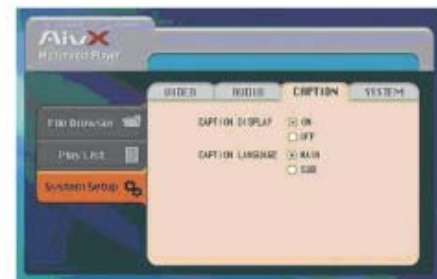 AivX
Multimedia Player
VIDEO AUDIO CAPTION SYSTEM
File Browser
Play List
System Setup
CAPTION DISPLAY ON
OFF
CAPTION LANGUAGE MAIN
SUB